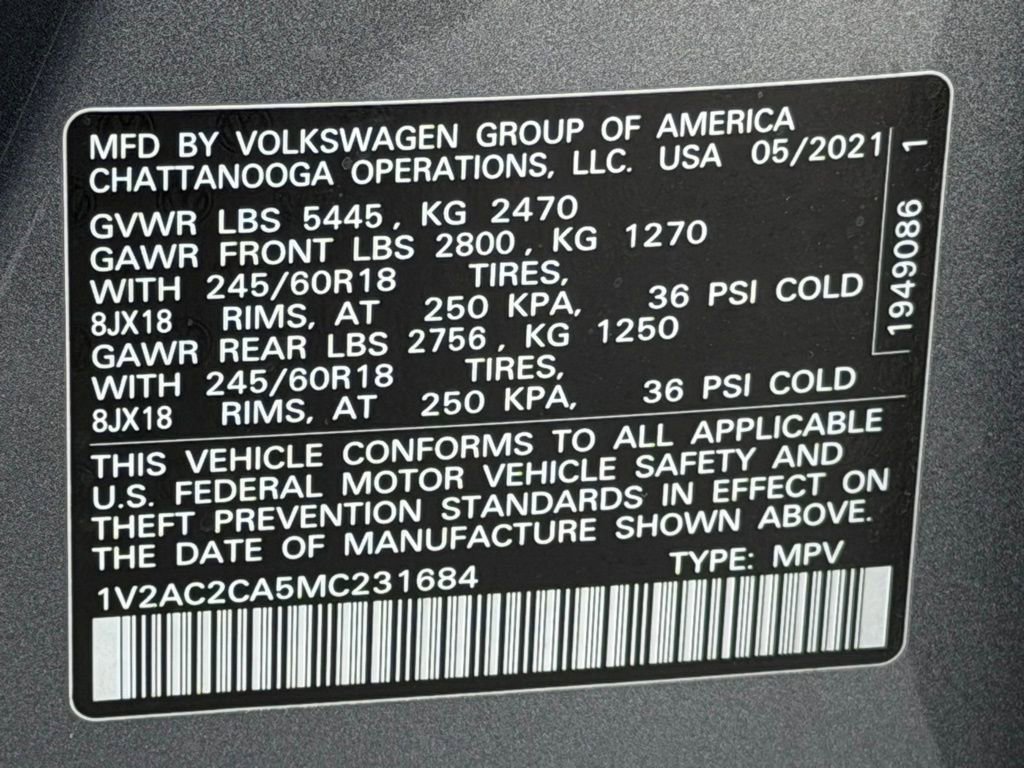 MFD BY VOLKSWAGEN GROUP OF AMERICA
CHATTANOOGA OPERATIONS, LLC. USA 05/2021
GVWR LBS 5445, KG 2470
GAWR FRONT LBS 2800, KG 1270
WITH 245/60R18 TIRES,
8JX18 RIMS, AT 250 KPA, 36 PSI COLD
GAWR REAR LBS 2756, KG 1250
WITH 245/60R18 TIRES,
8JX18 RIMS, AT 250 KPA, 36 PSI COLD
1949086 1
THIS VEHICLE CONFORMS TO ALL APPLICABLE
U.S. FEDERAL MOTOR VEHICLE SAFETY AND
THEFT PREVENTION STANDARDS IN EFFECT ON
THE DATE OF MANUFACTURE SHOWN ABOVE.
1V2AC2CA5MC231684 TYPE: MPV